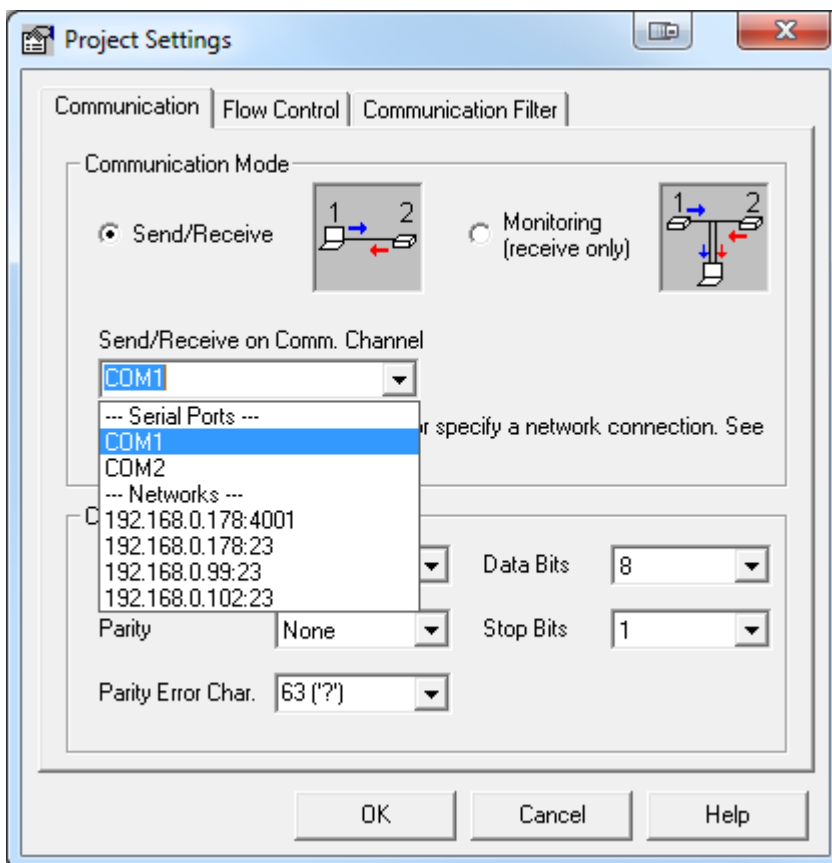 Project Settings
Communication
Flow Control
Communication Filter
Communication Mode
Send/Receive
1 2
Monitoring
(receive only)
1 2
Send/Receive on Comm. Channel
COM1
--- Serial Ports ---
COM1
specify a network connection. See
COM2
--- Networks ---
192.168.0.178:4001
192.168.0.178:23
192.168.0.99:23
192.168.0.102:23
Data Bits 8
Parity None
Stop Bits 1
Parity Error Char. 63 ('?')
OK
Cancel
Help